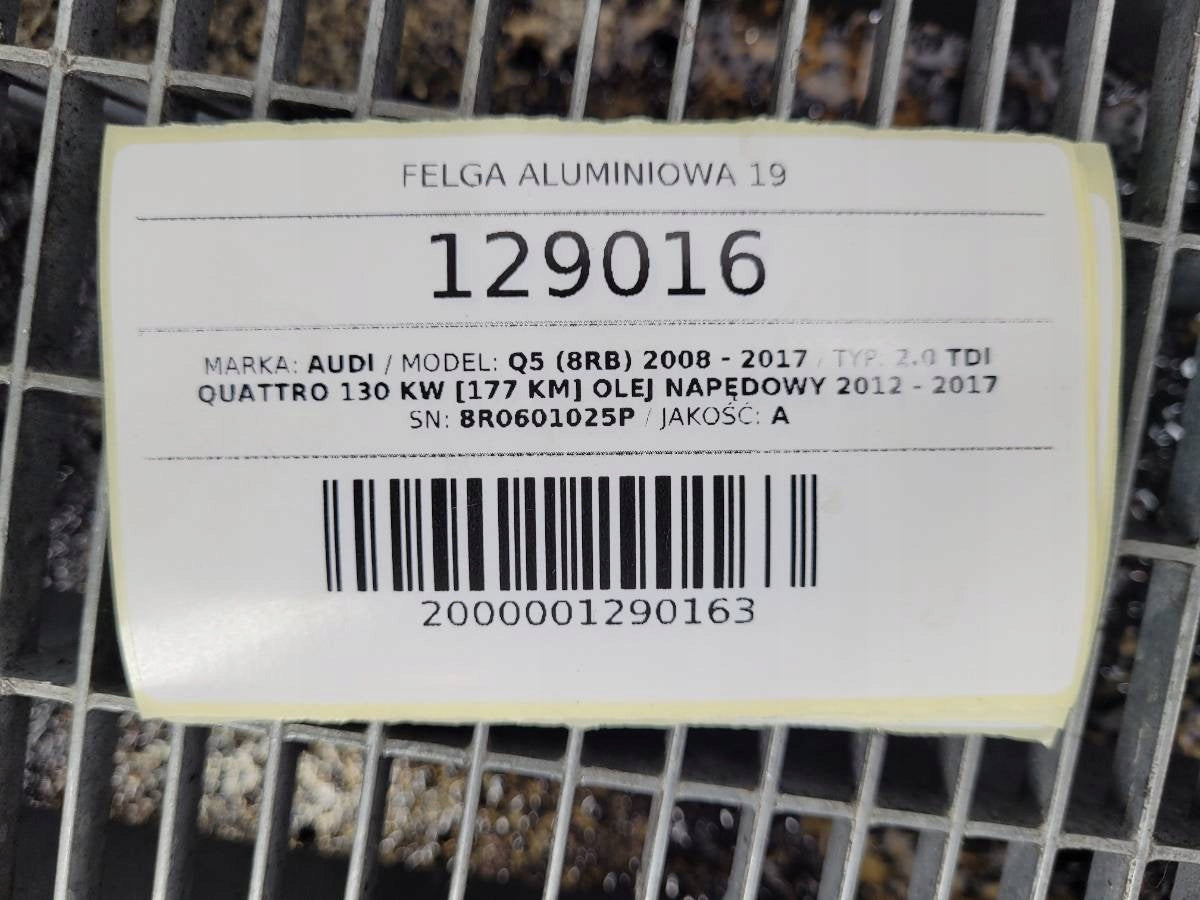 FELGA ALUMINIOWA 19
129016
MARKA: AUDI / MODEL: Q5 (8RB) 2008 - 2017 / TYP: 2.0 TDI
QUATTRO 130 KW [177 KM] OLEJ NAPĘDOWY 2012 - 2017
SN: 8R0601025P / JAKOŚĆ: A
2000001290163